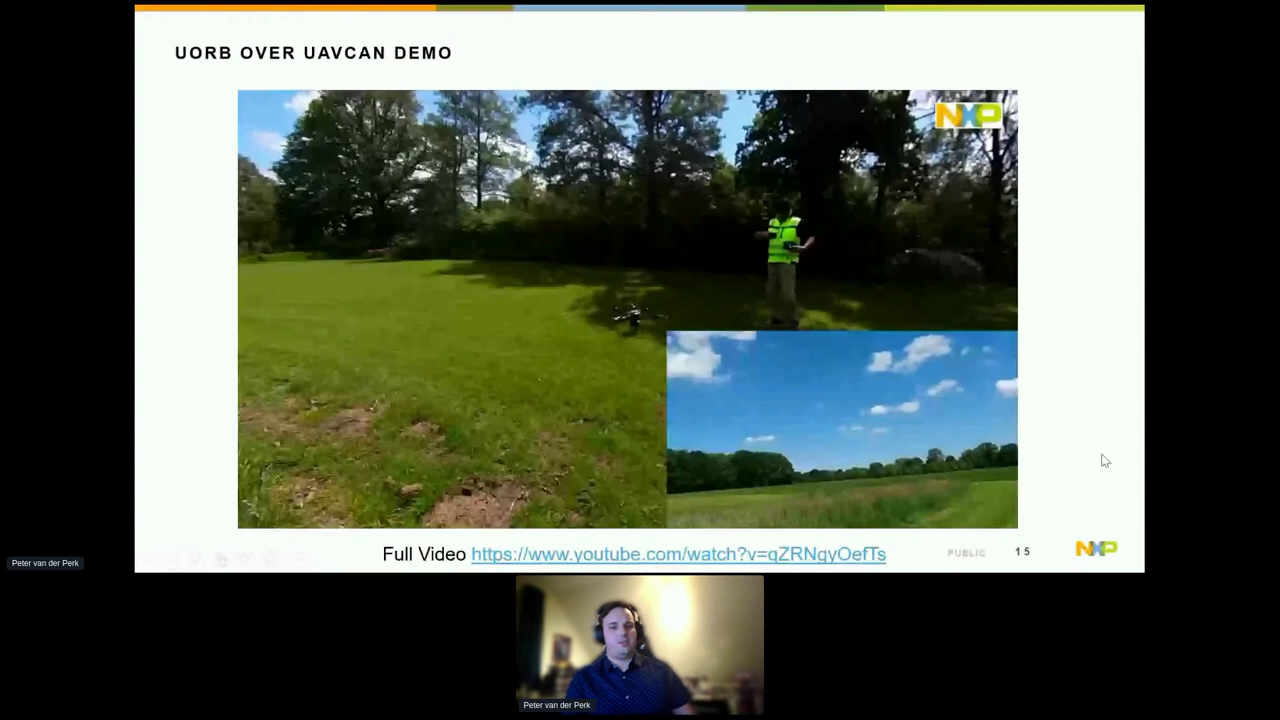 UORB OVER UAVCAN DEMO
NXP
Full Video https://www.youtube.com/watch?v=qZRNqyOefTs
PUBLIC
15
NXP
Peter van der Perk
Peter van der Perk